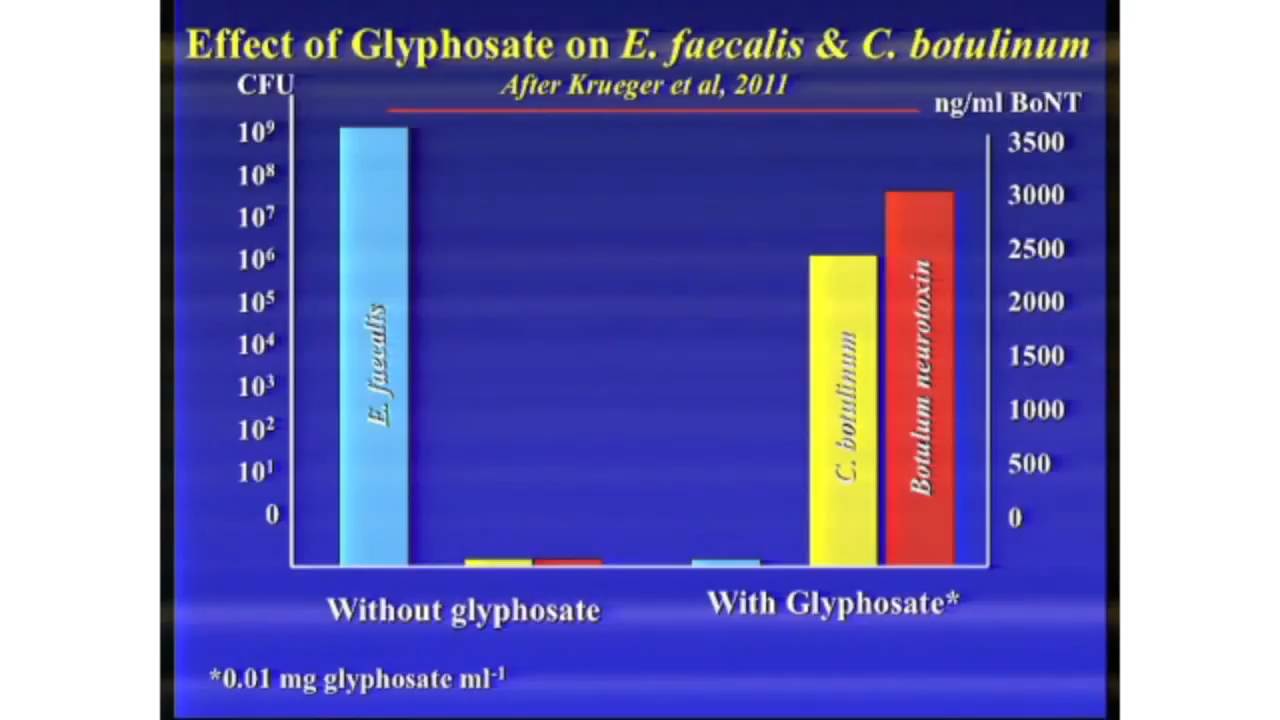 Effect of Glyphosate on E. faecalis & C. botulinum
After Krueger et al, 2011
CFU
ng/ml BoNT
10⁹
10⁸
10⁷
10⁶
10⁵
10⁴
10³
10²
10¹
0
3500
3000
2500
2000
1500
1000
500
0
E. faecalis
C. botulinum
Botulum neurotoxin
Without glyphosate
With Glyphosate*
*0.01 mg glyphosate ml⁻¹